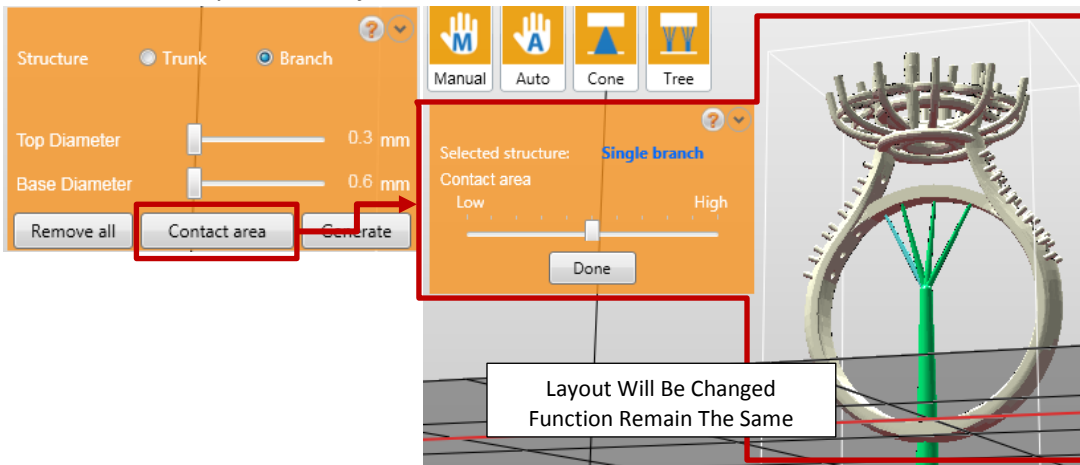 Structure Trunk Branch
Top Diameter 0.3 mm
Base Diameter 0.6 mm
Remove all Contact area Generate
M A
Manual Auto Cone Tree
Selected structure: Single branch
Contact area
Low High
Done
Layout Will Be Changed
Function Remain The Same